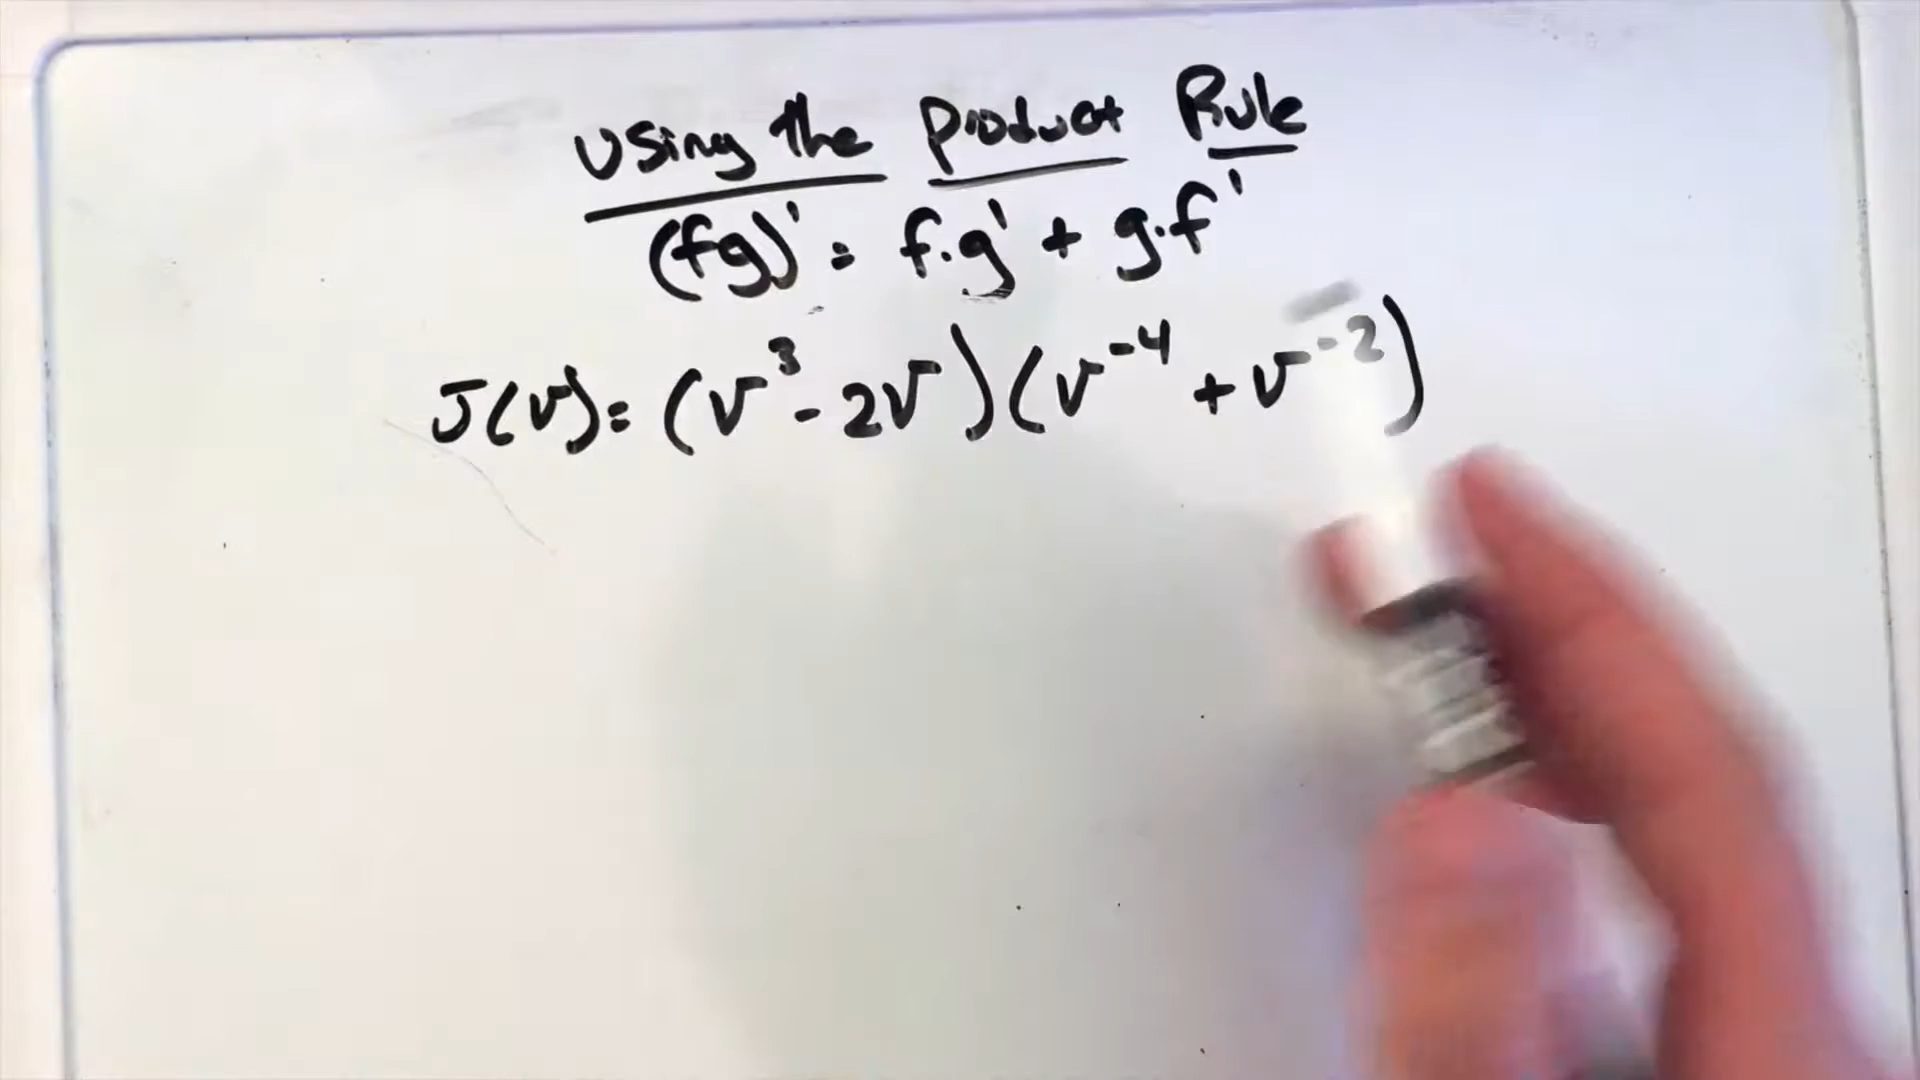 Using the Product Rule
(fg)' = f·g' + g·f'
J(v) = (v³ - 2v)(v⁻⁴ + v⁻²)